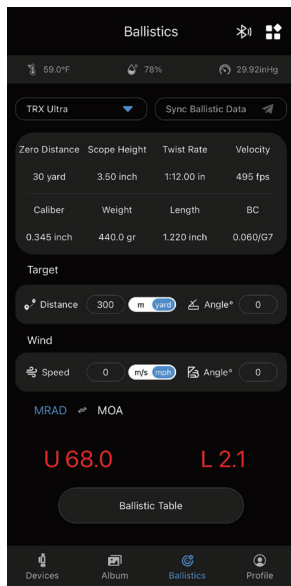 Ballistics
59.0°F 78% 29.92inHg
TRX Ultra Sync Ballistic Data
Zero Distance Scope Height Twist Rate Velocity
30 yard 3.50 inch 1:12.00 in 495 fps
Caliber Weight Length BC
0.345 inch 440.0 gr 1.220 inch 0.060/G7
Target
Distance 300 m yard Angle° 0
Wind
Speed 0 m/s mph Angle° 0
MRAD MOA
U 68.0 L 2.1
Ballistic Table
Devices Album Ballistics Profile